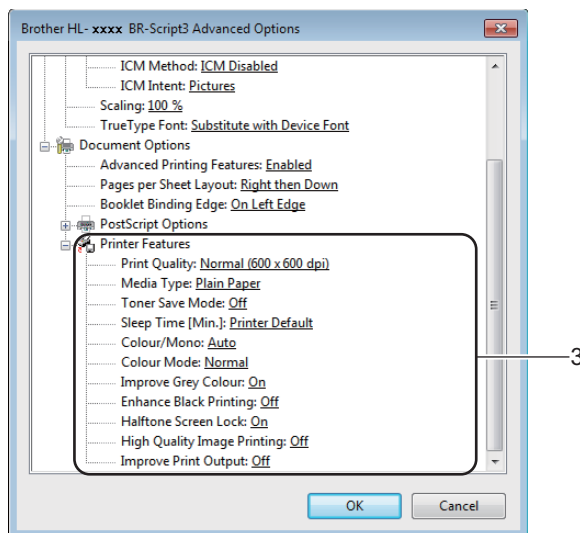 Brother HL- xxxx BR-Script3 Advanced Options
ICM Method: ICM Disabled
ICM Intent: Pictures
Scaling: 100 %
TrueType Font: Substitute with Device Font
Document Options
Advanced Printing Features: Enabled
Pages per Sheet Layout: Right then Down
Booklet Binding Edge: On Left Edge
PostScript Options
Printer Features
Print Quality: Normal (600 x 600 dpi)
Media Type: Plain Paper
Toner Save Mode: Off
Sleep Time [Min.]: Printer Default
Colour/Mono: Auto
Colour Mode: Normal
Improve Grey Colour: On
Enhance Black Printing: Off
Halftone Screen Lock: On
High Quality Image Printing: Off
Improve Print Output: Off
3
OK
Cancel